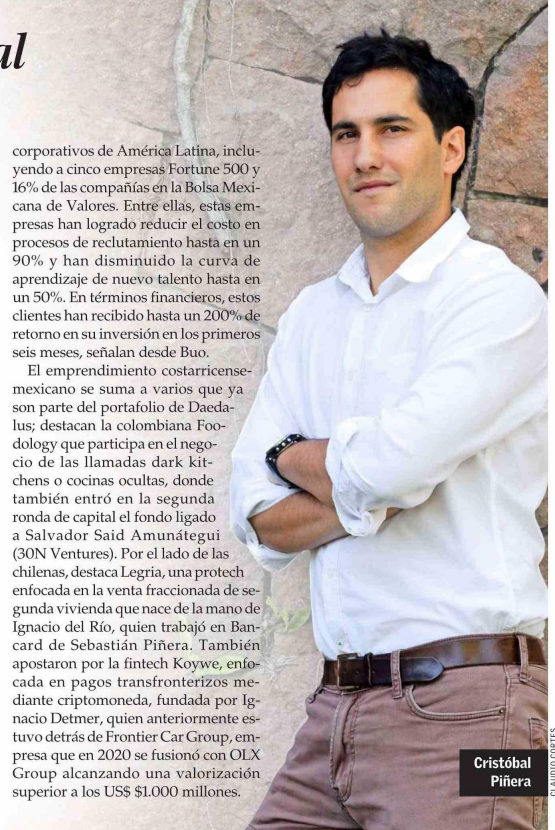 al
corporativos de América Latina, inclu-
yendo a cinco empresas Fortune 500 y
16% de las compañías en la Bolsa Mexi-
cana de Valores. Entre ellas, estas em-
presas han logrado reducir el costo en
procesos de reclutamiento hasta en un
90% y han disminuido la curva de
aprendizaje de nuevo talento hasta en
un 50%. En términos financieros, estos
clientes han recibido hasta un 200% de
retorno en su inversión en los primeros
seis meses, señalan desde Buo.
El emprendimiento costarricense-
mexicano se suma a varios que ya
son parte del portafolio de Daeda-
lus; destacan la colombiana Foo-
dology que participa en el nego-
cio de las llamadas dark kit-
chens o cocinas ocultas, donde
también entró en la segunda
ronda de capital el fondo ligado
a Salvador Said Amunátegui
(30N Ventures). Por el lado de las
chilenas, destaca Legria, una protech
enfocada en la venta fraccionada de se-
gunda vivienda que nace de la mano de
Ignacio del Río, quien trabajó en Ban-
card de Sebastián Piñera. También
apostaron por la fintech Koywe, enfo-
cada en pagos transfronterizos me-
diante criptomoneda, fundada por Ig-
nacio Detmer, quien anteriormente es-
tuvo detrás de Frontier Car Group, em-
presa que en 2020 se fusionó con OLX
Group alcanzando una valorización
superior a los US$ $1.000 millones.
Cristóbal
Piñera
CLAUDIO CORTES